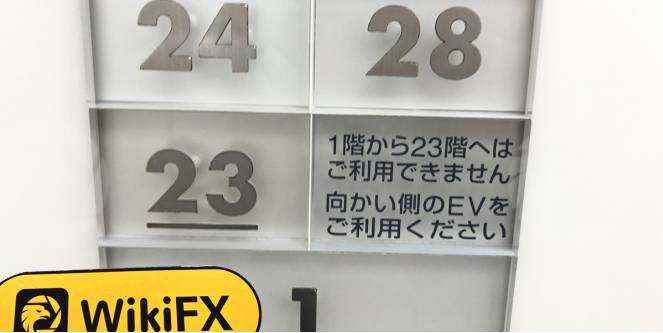 24 28
23
1階から23階へは
ご利用できません
向かい側のEVを
ご利用ください
1
WikiFX